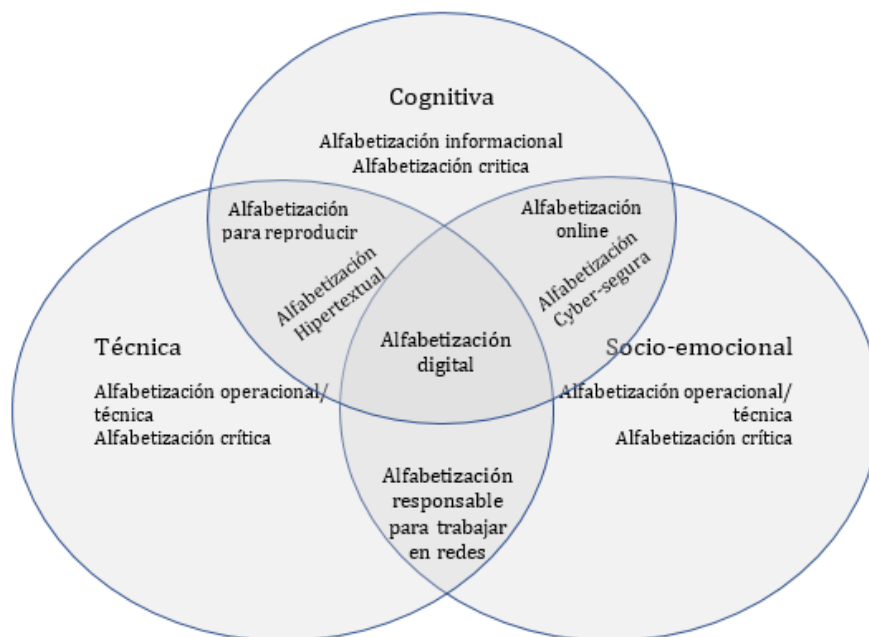 Cognitiva
Alfabetización informacional
Alfabetización critica
Alfabetización
para reproducir
Alfabetización
Hipertextual
Alfabetización
online
Alfabetización
Cyber-segura
Alfabetización
digital
Técnica
Alfabetización operacional/
técnica
Alfabetización crítica
Socio-emocional
Alfabetización operacional/
técnica
Alfabetización crítica
Alfabetización
responsable
para trabajar
en redes